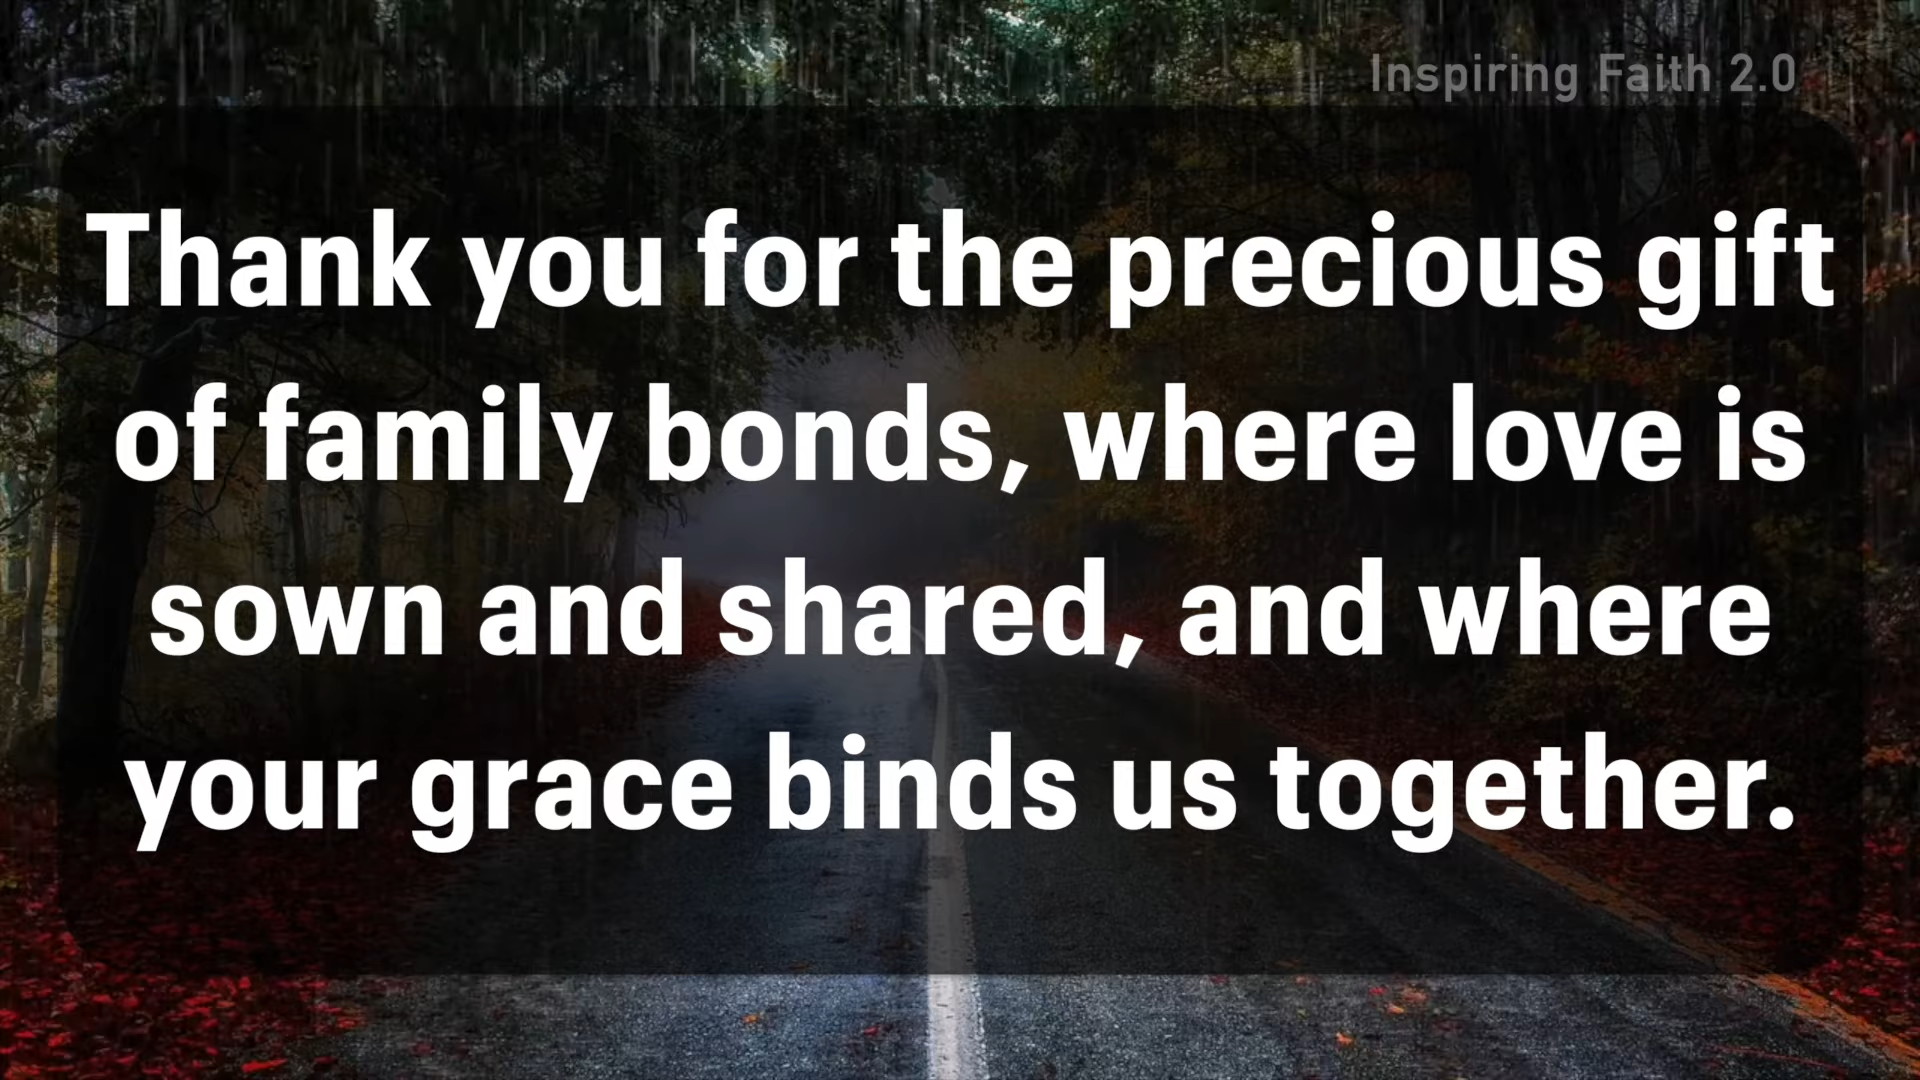 Inspiring Faith 2.0
Thank you for the precious gift
of family bonds, where love is
sown and shared, and where
your grace binds us together.